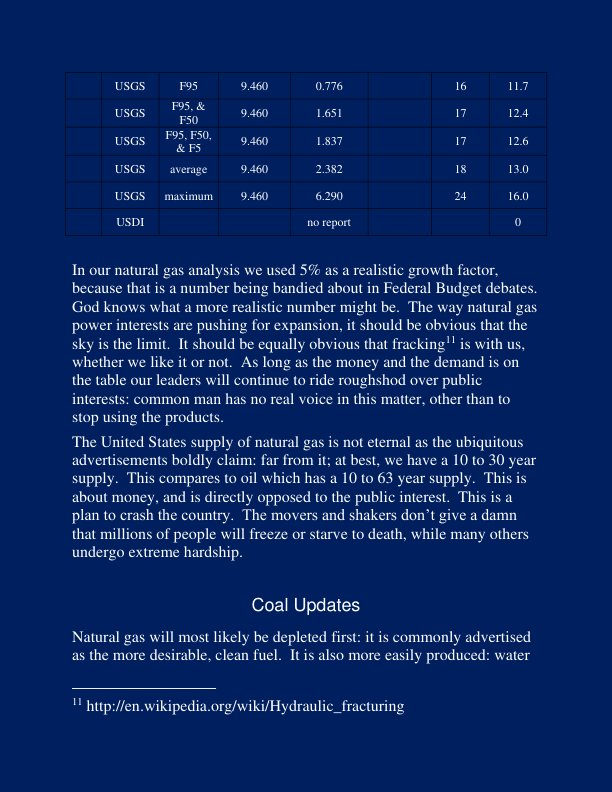 USGS F95 9.460 0.776 16 11.7
USGS F95, & F50 9.460 1.651 17 12.4
USGS F95, F50, & F5 9.460 1.837 17 12.6
USGS average 9.460 2.382 18 13.0
USGS maximum 9.460 6.290 24 16.0
USDI no report 0
In our natural gas analysis we used 5% as a realistic growth factor,
because that is a number being bandied about in Federal Budget debates.
God knows what a more realistic number might be.  The way natural gas
power interests are pushing for expansion, it should be obvious that the
sky is the limit.  It should be equally obvious that fracking11 is with us,
whether we like it or not.  As long as the money and the demand is on
the table our leaders will continue to ride roughshod over public
interests: common man has no real voice in this matter, other than to
stop using the products.
The United States supply of natural gas is not eternal as the ubiquitous
advertisements boldly claim: far from it; at best, we have a 10 to 30 year
supply.  This compares to oil which has a 10 to 63 year supply.  This is
about money, and is directly opposed to the public interest.  This is a
plan to crash the country.  The movers and shakers don't give a damn
that millions of people will freeze or starve to death, while many others
undergo extreme hardship.
Coal Updates
Natural gas will most likely be depleted first: it is commonly advertised
as the more desirable, clean fuel.  It is also more easily produced: water
11 http://en.wikipedia.org/wiki/Hydraulic_fracturing